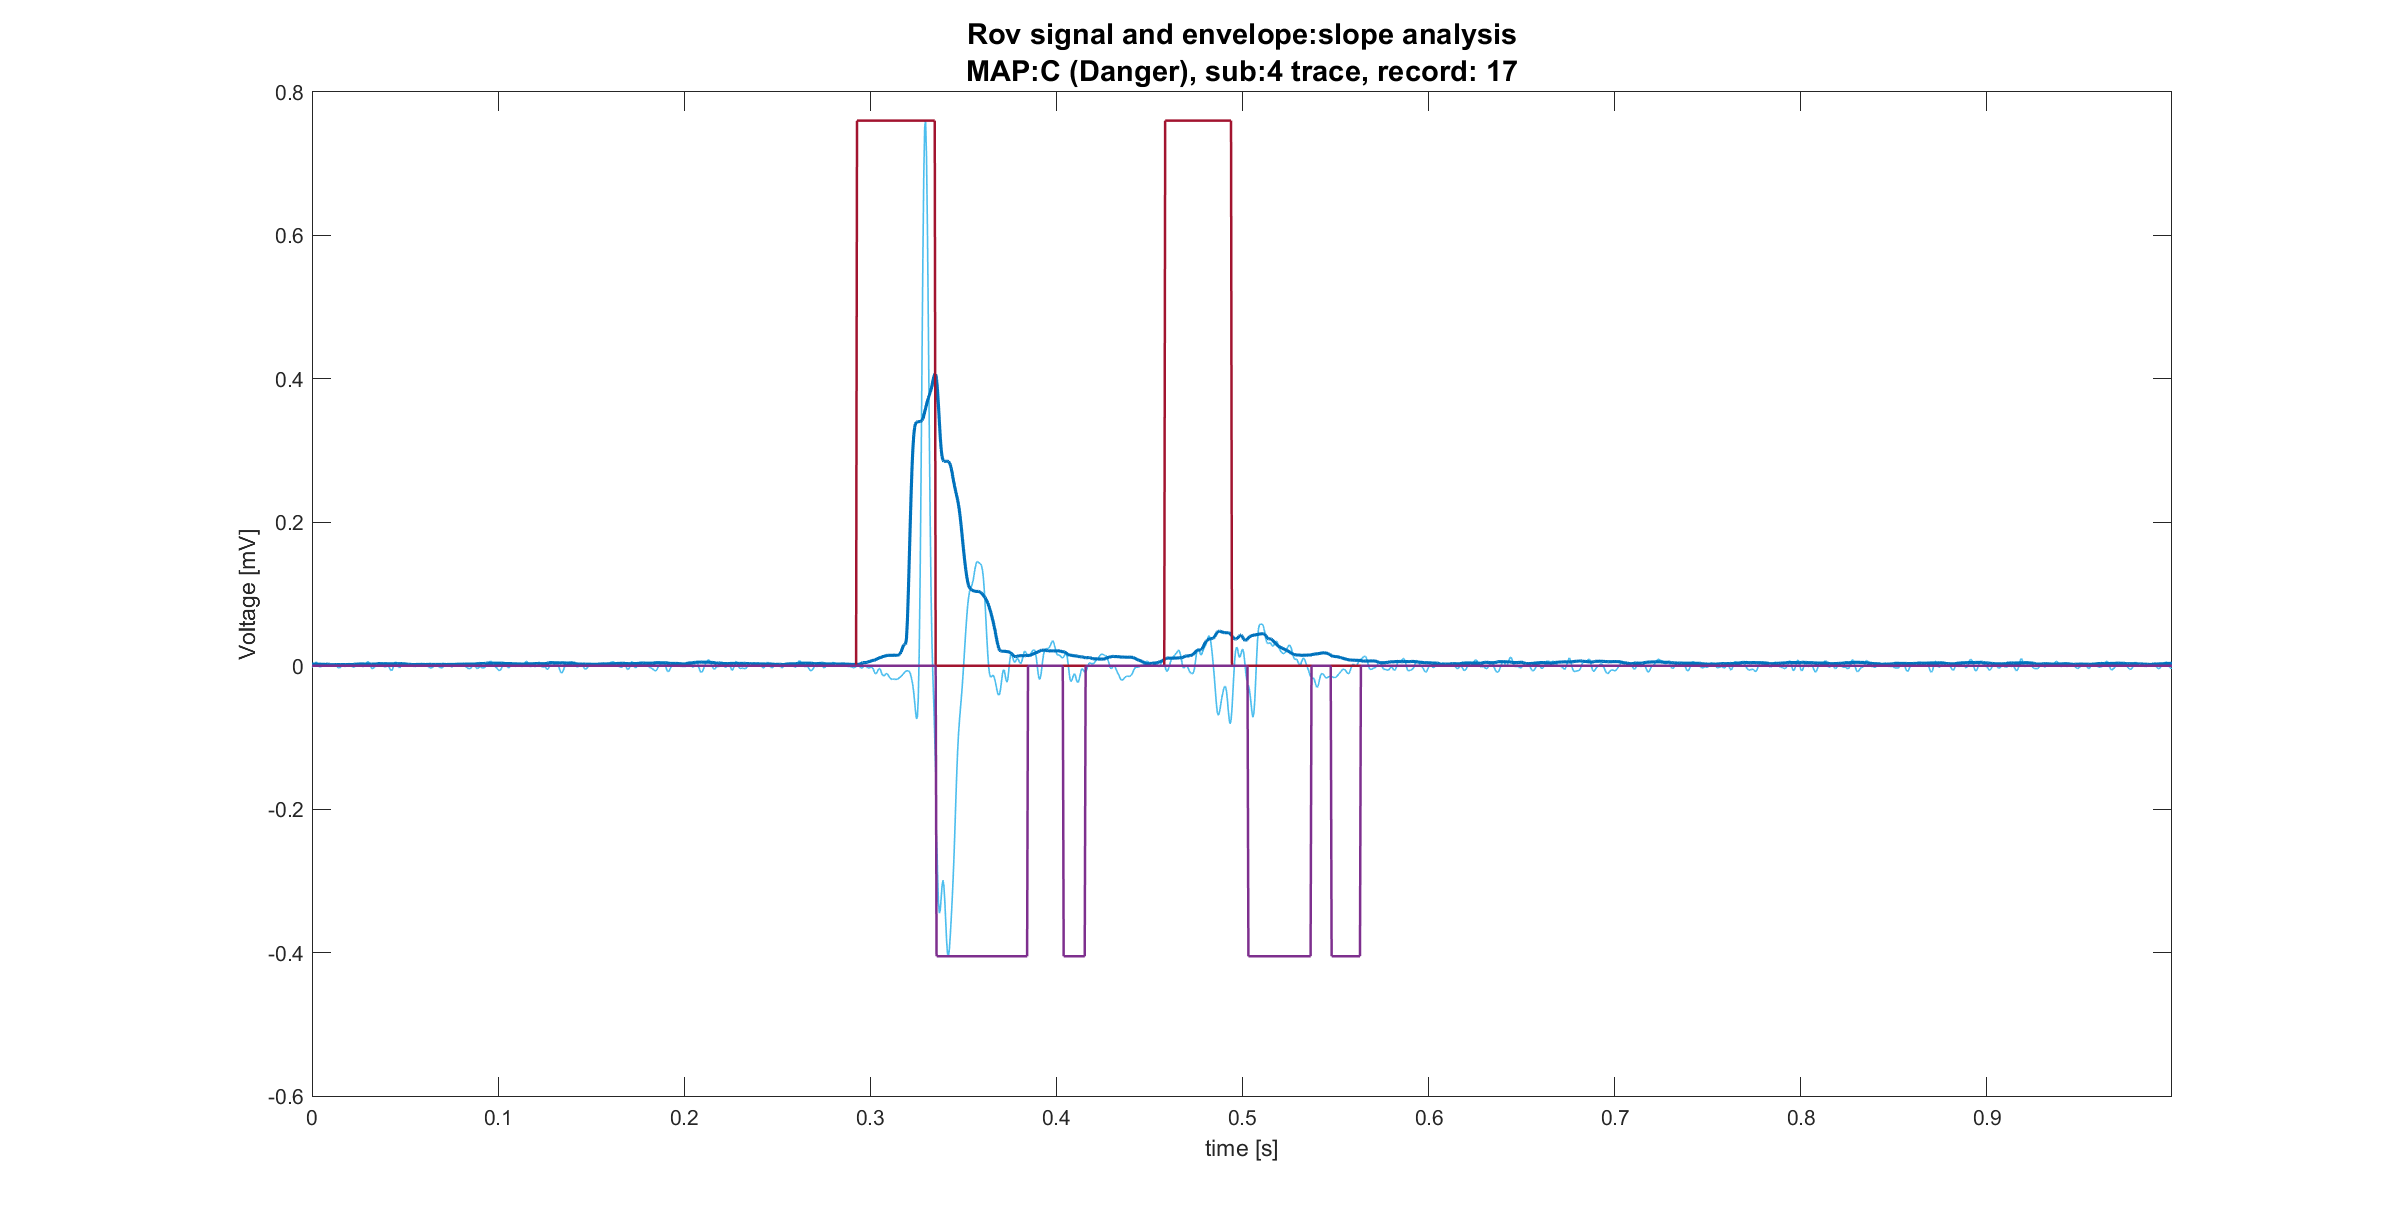 Rov signal and envelope:slope analysis
MAP:C (Danger), sub:4 trace, record: 17
0.8
0.6
0.4
0.2
0
-0.2
-0.4
-0.6
Voltage [mV]
0 0.1 0.2 0.3 0.4 0.5 0.6 0.7 0.8 0.9
time [s]